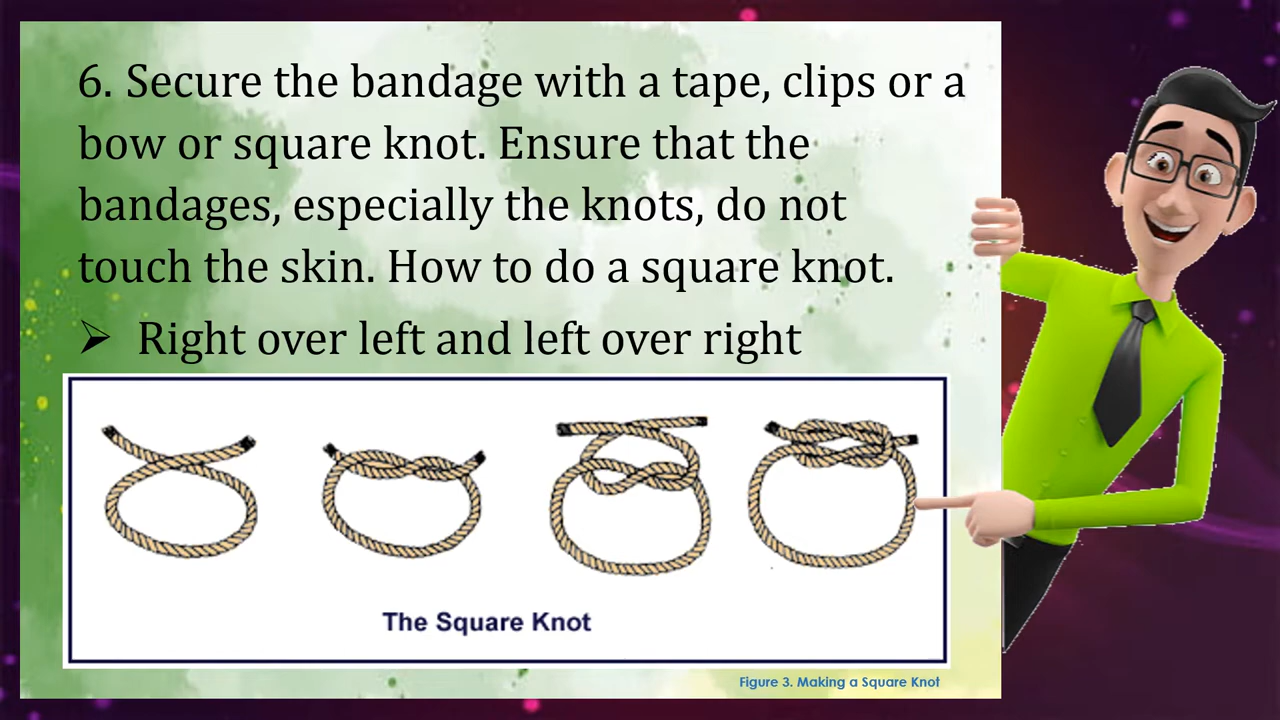 6. Secure the bandage with a tape, clips or a
bow or square knot. Ensure that the
bandages, especially the knots, do not
touch the skin. How to do a square knot.
➢ Right over left and left over right
The Square Knot
Figure 3. Making a Square Knot